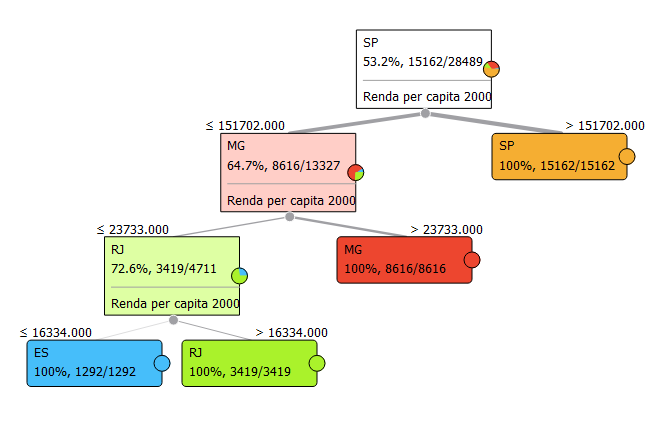 SP
53.2%, 15162/28489
Renda per capita 2000
≤ 151702.000
> 151702.000
MG
64.7%, 8616/13327
Renda per capita 2000
SP
100%, 15162/15162
≤ 23733.000
> 23733.000
RJ
72.6%, 3419/4711
Renda per capita 2000
MG
100%, 8616/8616
≤ 16334.000
> 16334.000
ES
100%, 1292/1292
RJ
100%, 3419/3419